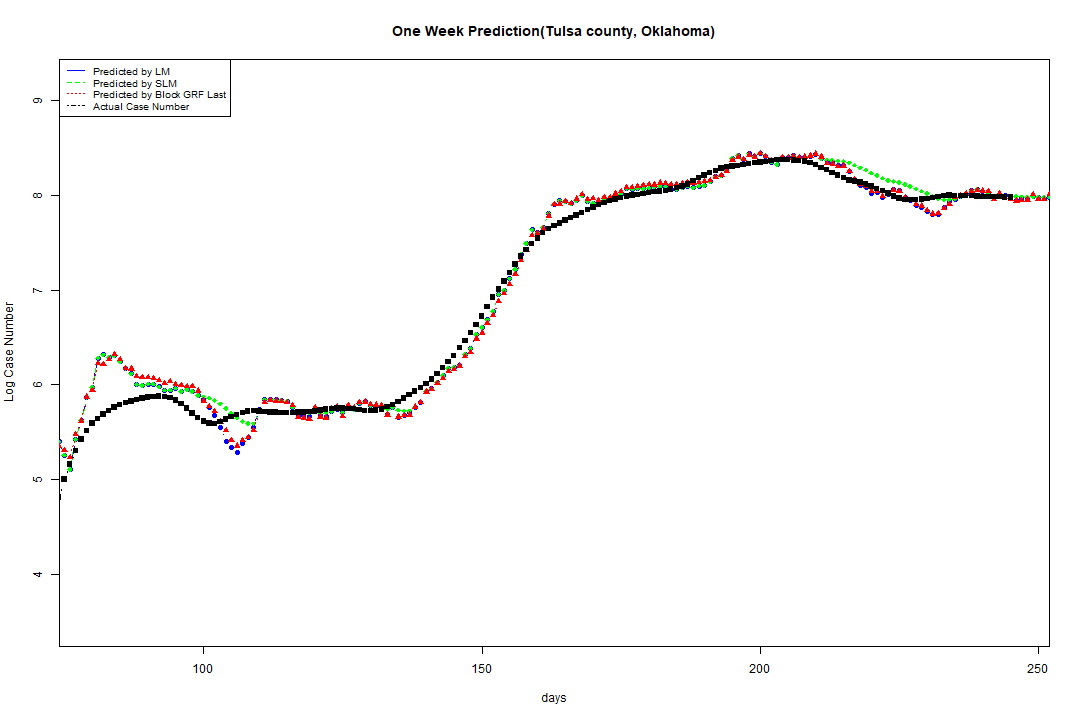 One Week Prediction(Tulsa county, Oklahoma)
Predicted by LM
Predicted by SLM
Predicted by Block GRF Last
Actual Case Number
9
8
7
6
5
4
Log Case Number
100 150 200 250
days